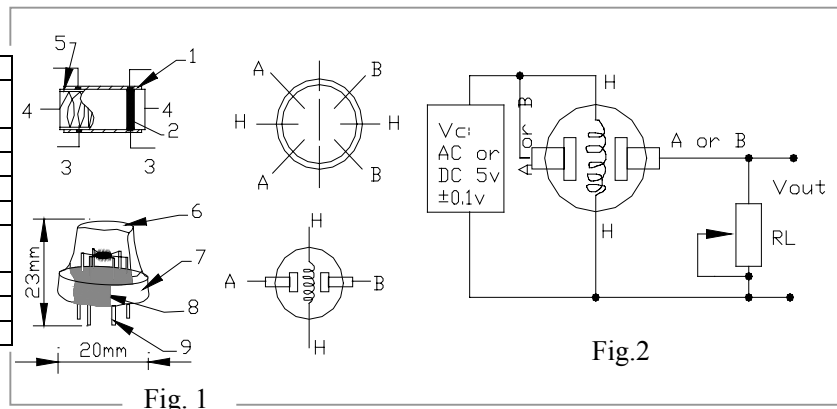 5
1
4
4
2
3
3
A
B
H
H
A
B
6
23mm
7
8
9
20mm
Fig. 1
H
A
B
H
Vc:
AC or
DC 5v
±0.1v
A or B
H
A or B
H
Vout
RL
Fig.2